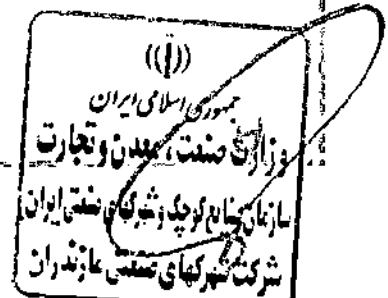 جمهوری اسلامی ایران
وزارت صنعت، معدن و تجارت
سازمان صنایع کوچک و شهرکهای صنعتی ایران
شرکت شهرکهای صنعتی مازندران